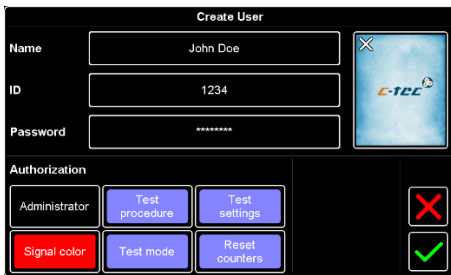 Create User
Name
John Doe
ID
1234
Password
********
c-tec
Authorization
Administrator
Test
procedure
Test
settings
Signal color
Test mode
Reset
counters